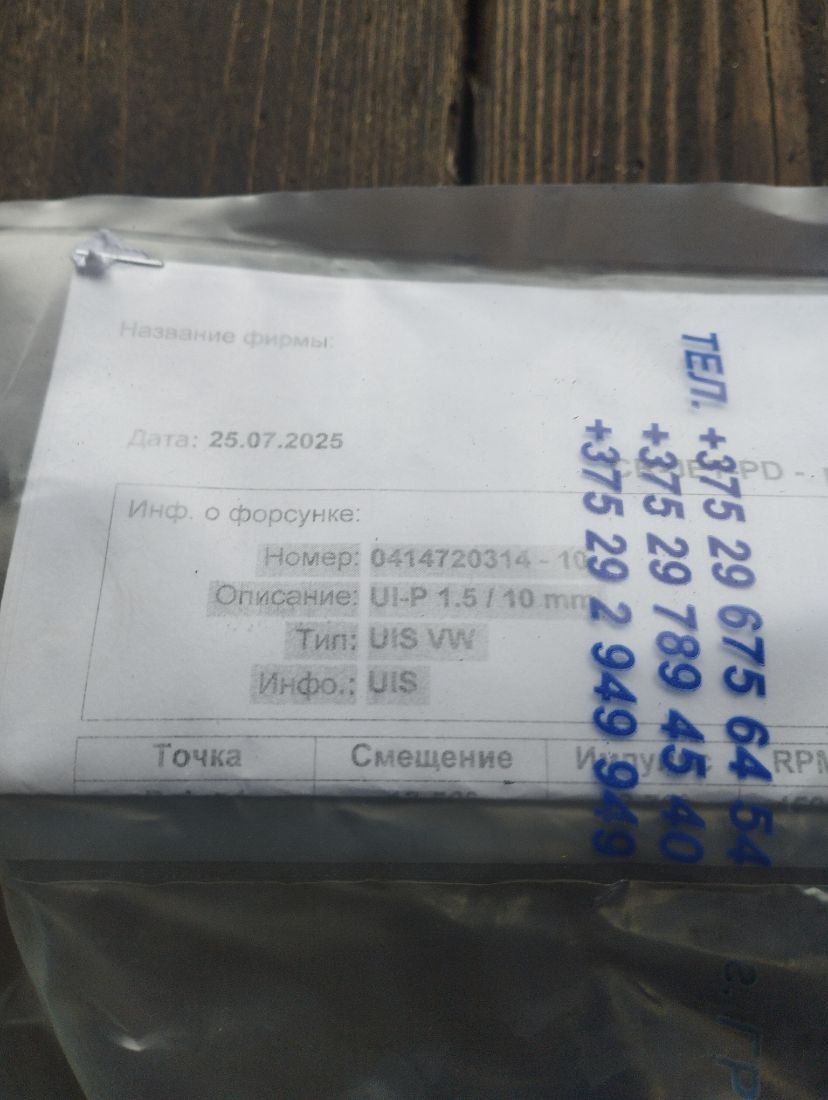 Название фирмы:
Дата: 25.07.2025
Инф. о форсунке:
Номер: 0414720314 - 10
Описание: UI-P 1.5 / 10 mm
Тип: UIS VW
Инфо.: UIS
Точка Смещение RPM
ТЕЛ. +375 29 675 64 54
+375 29 789 45 40
+375 29 2 949 949